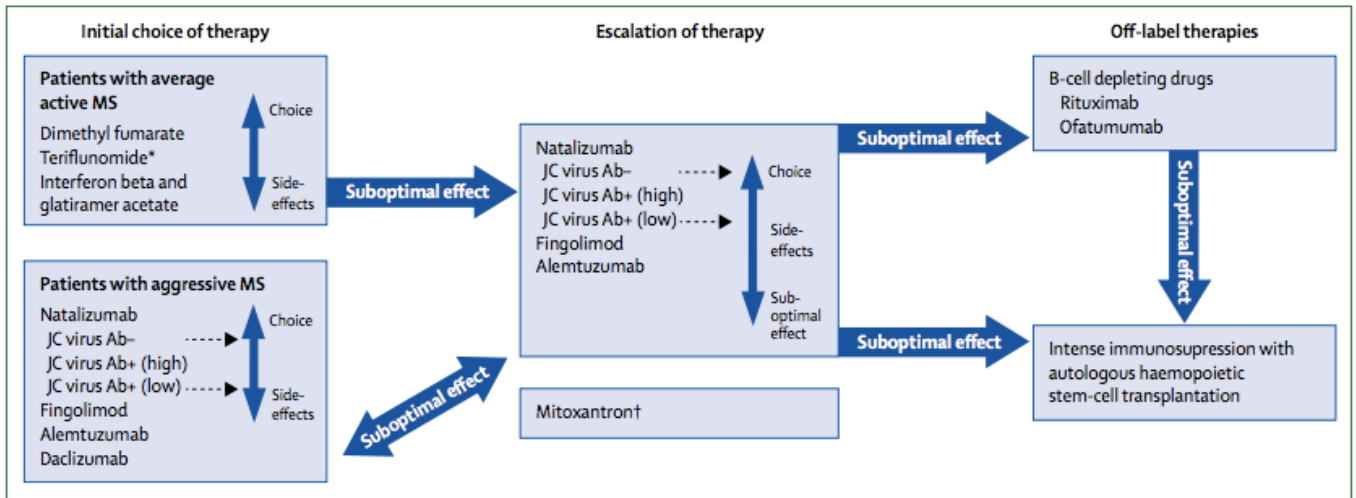 Initial choice of therapy
Escalation of therapy
Off-label therapies
Patients with average
active MS
Dimethyl fumarate
Teriflunomide*
Interferon beta and
glatiramer acetate
Choice
Side-
effects
Suboptimal effect
Patients with aggressive MS
Natalizumab
JC virus Ab–
JC virus Ab+ (high)
JC virus Ab+ (low)
Fingolimod
Alemtuzumab
Daclizumab
Choice
Side-
effects
Suboptimal effect
Natalizumab
JC virus Ab–
JC virus Ab+ (high)
JC virus Ab+ (low)
Fingolimod
Alemtuzumab
Choice
Side-
effects
Sub-
optimal
effect
Mitoxantron†
Suboptimal effect
Suboptimal effect
B-cell depleting drugs
Rituximab
Ofatumumab
Suboptimal effect
Intense immunosupression with
autologous haemopoietic
stem-cell transplantation